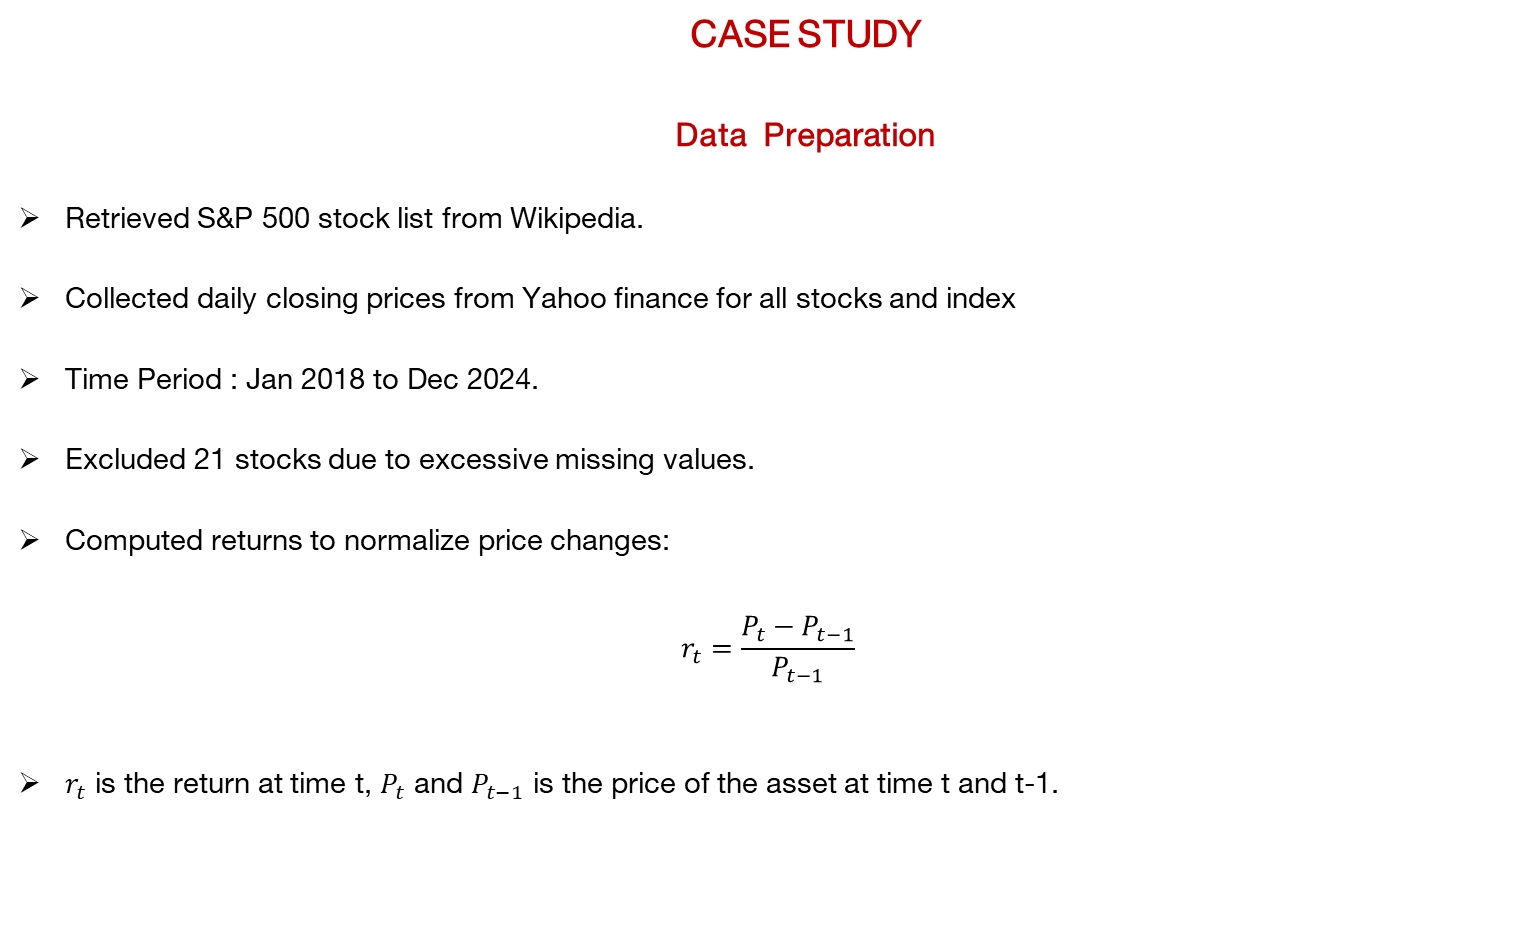 CASE STUDY
Data Preparation
➢ Retrieved S&P 500 stock list from Wikipedia.
➢ Collected daily closing prices from Yahoo finance for all stocks and index
➢ Time Period : Jan 2018 to Dec 2024.
➢ Excluded 21 stocks due to excessive missing values.
➢ Computed returns to normalize price changes:
r_t = (P_t − P_{t−1}) / P_{t−1}
➢ r_t is the return at time t, P_t and P_{t−1} is the price of the asset at time t and t-1.